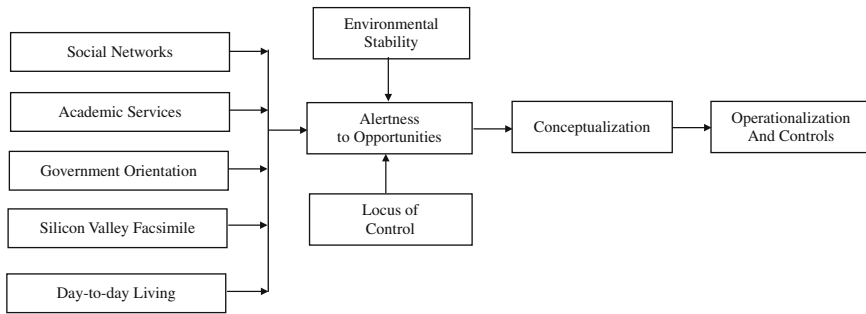 Social Networks
Academic Services
Government Orientation
Silicon Valley Facsimile
Day-to-day Living
Environmental
Stability
Alertness
to Opportunities
Locus of
Control
Conceptualization
Operationalization
And Controls